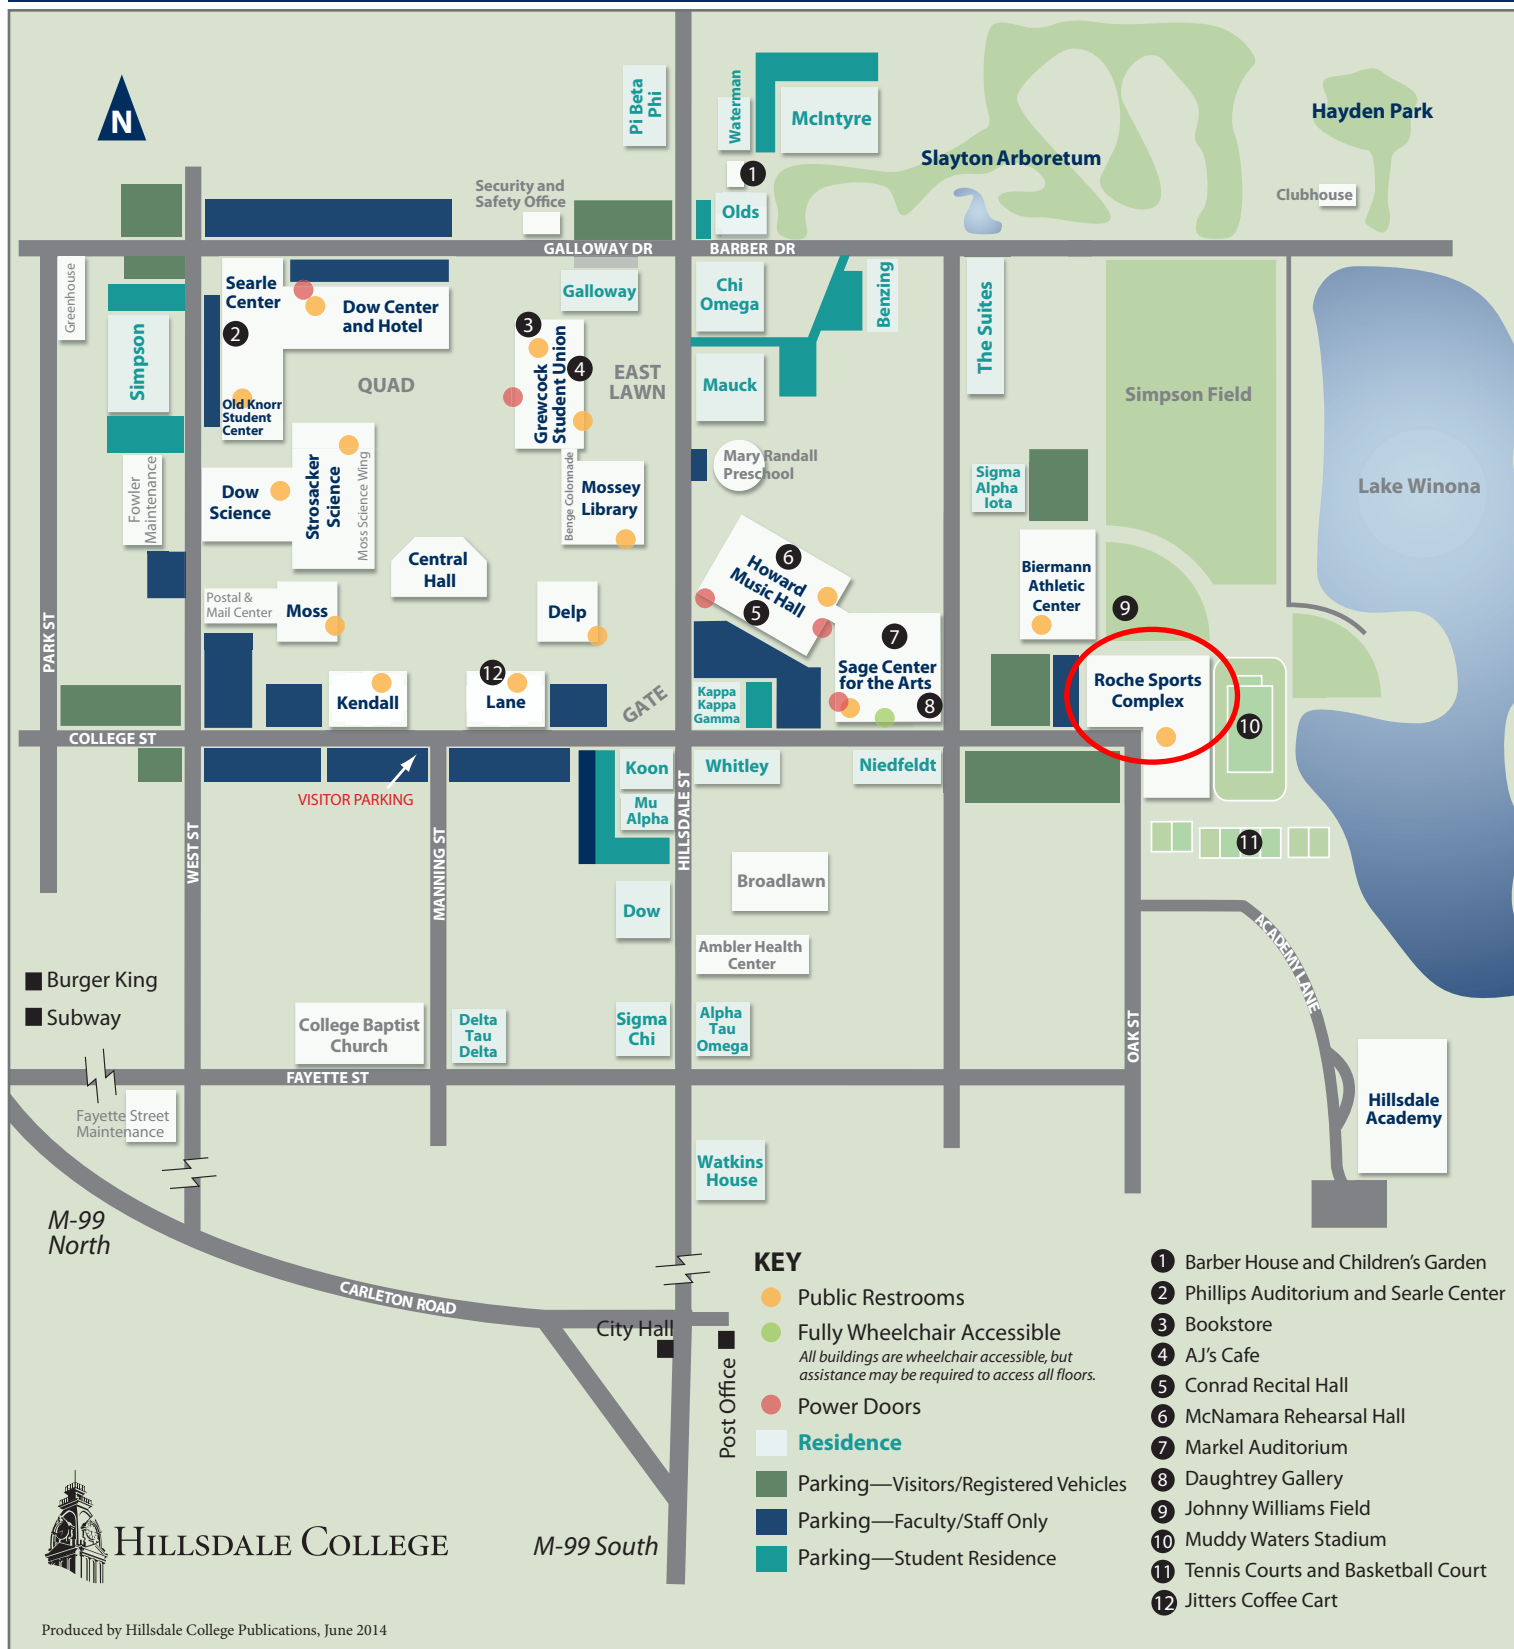 N
Pi Beta
Phi
Waterman
McIntyre
Hayden Park
Slayton Arboretum
1
Security and
Safety Office
Olds
Clubhouse
GALLOWAY DR
BARBER DR
Greenhouse
Searle
Center
Dow Center
and Hotel
2
Simpson
QUAD
Old Knorr
Student
Center
Galloway
3
4
Grewcock
Student Union
EAST
LAWN
Chi
Omega
Benzing
The Suites
Mauck
Simpson Field
Mary Randall
Preschool
Sigma
Alpha
Iota
Lake Winona
Fowler
Maintenance
Dow
Science
Strosacker
Science
Moss Science Wing
Benge Colonnade
Mossey
Library
Central
Hall
6
Howard
Music Hall
5
Biermann
Athletic
Center
9
Postal &
Mail Center
Moss
Delp
PARK ST
7
Sage Center
for the Arts
8
Roche Sports
Complex
10
Kendall
12
Lane
GATE
Kappa
Kappa
Gamma
COLLEGE ST
VISITOR PARKING
Koon
Mu
Alpha
Whitley
Niedfeldt
WEST ST
MANNING ST
HILLSDALE ST
11
Broadlawn
Dow
Ambler Health
Center
ACADEMY LANE
Burger King
Subway
College Baptist
Church
Delta
Tau
Delta
Sigma
Chi
Alpha
Tau
Omega
OAK ST
FAYETTE ST
Fayette Street
Maintenance
Hillsdale
Academy
Watkins
House
M-99
North
CARLETON ROAD
City Hall
Post Office
M-99 South
KEY
Public Restrooms
Fully Wheelchair Accessible
All buildings are wheelchair accessible, but
assistance may be required to access all floors.
Power Doors
Residence
Parking—Visitors/Registered Vehicles
Parking—Faculty/Staff Only
Parking—Student Residence
1 Barber House and Children's Garden
2 Phillips Auditorium and Searle Center
3 Bookstore
4 AJ's Cafe
5 Conrad Recital Hall
6 McNamara Rehearsal Hall
7 Markel Auditorium
8 Daughtrey Gallery
9 Johnny Williams Field
10 Muddy Waters Stadium
11 Tennis Courts and Basketball Court
12 Jitters Coffee Cart
HILLSDALE COLLEGE
Produced by Hillsdale College Publications, June 2014